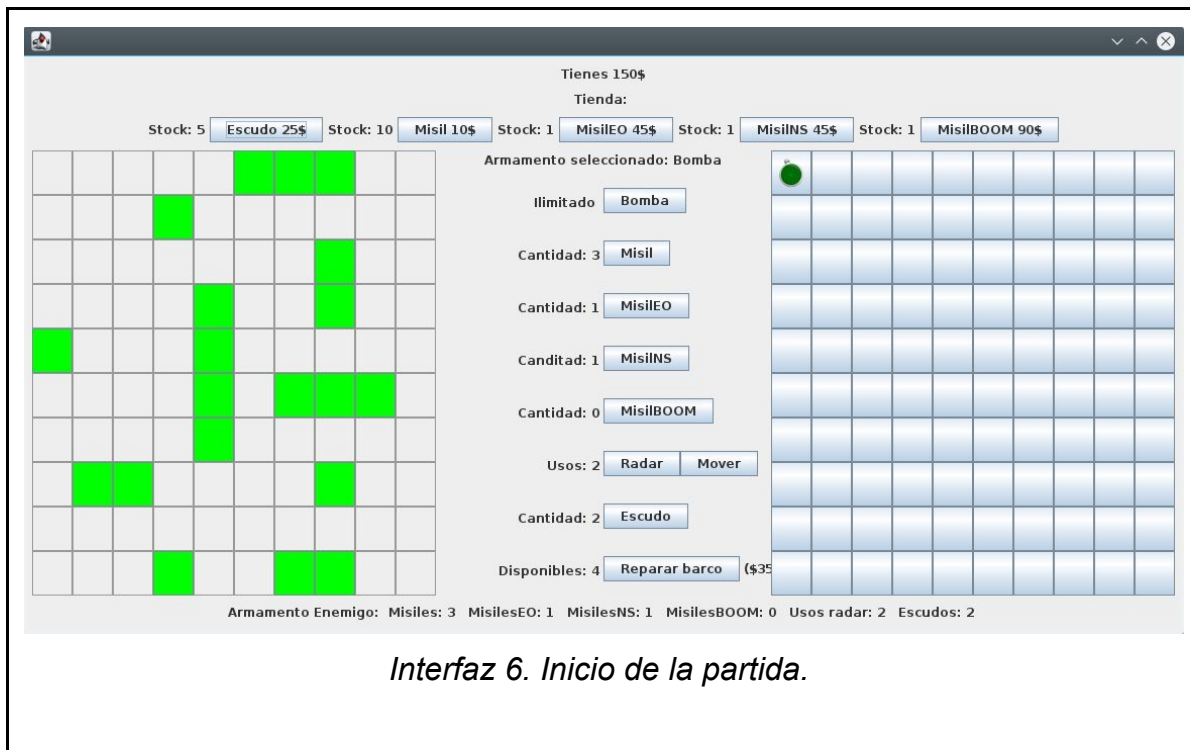 Tienes 150$
Tienda:
Stock: 5 Escudo 25$ Stock: 10 Misil 10$ Stock: 1 MisilEO 45$ Stock: 1 MisilNS 45$ Stock: 1 MisilBOOM 90$
Armamento seleccionado: Bomba
Ilimitado Bomba
Cantidad: 3 Misil
Cantidad: 1 MisilEO
Canditad: 1 MisilNS
Cantidad: 0 MisilBOOM
Usos: 2 Radar Mover
Cantidad: 2 Escudo
Disponibles: 4 Reparar barco ($35
Armamento Enemigo: Misiles: 3 MisilesEO: 1 MisilesNS: 1 MisilesBOOM: 0 Usos radar: 2 Escudos: 2
Interfaz 6. Inicio de la partida.